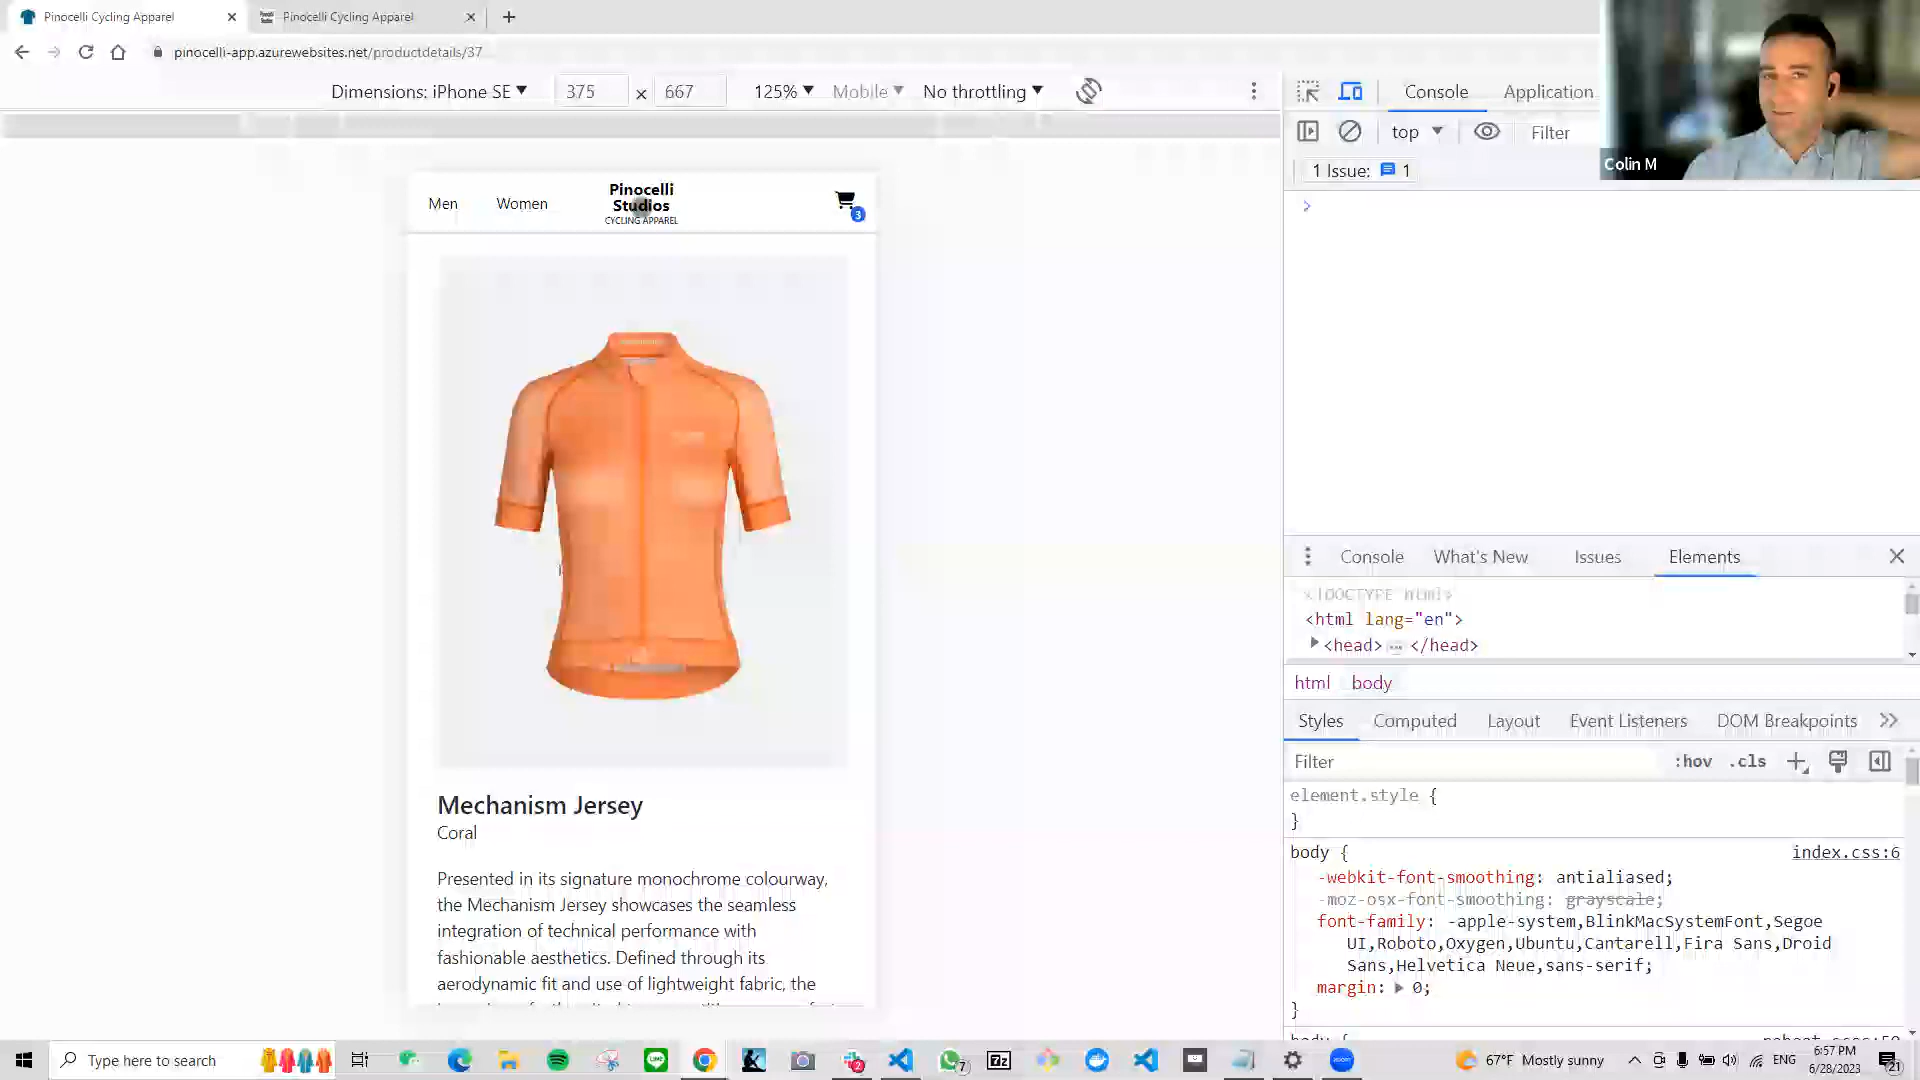 Pinocelli Cycling Apparel
Pinocelli Cycling Apparel
pinocelli-app.azurewebsites.net/productdetails/37
Dimensions: iPhone SE
375
x
667
125%
Mobile
No throttling
Console
Application
top
Filter
1 Issue:
1
Colin M
Men
Women
Pinocelli
Studios
CYCLING APPAREL
3
Mechanism Jersey
Coral
Presented in its signature monochrome colourway,
the Mechanism Jersey showcases the seamless
integration of technical performance with
fashionable aesthetics. Defined through its
aerodynamic fit and use of lightweight fabric, the
Console
What's New
Issues
Elements
<!DOCTYPE html>
<html lang="en">
<head> </head>
html
body
Styles
Computed
Layout
Event Listeners
DOM Breakpoints
Filter
:hov
.cls
element.style {
}
body {
index.css:6
-webkit-font-smoothing: antialiased;
-moz-osx-font-smoothing: grayscale;
font-family: -apple-system,BlinkMacSystemFont,Segoe
UI,Roboto,Oxygen,Ubuntu,Cantarell,Fira Sans,Droid
Sans,Helvetica Neue,sans-serif;
margin: 0;
}
Type here to search
2
7
7z
67°F Mostly sunny
ENG
6:57 PM
6/28/2023
21